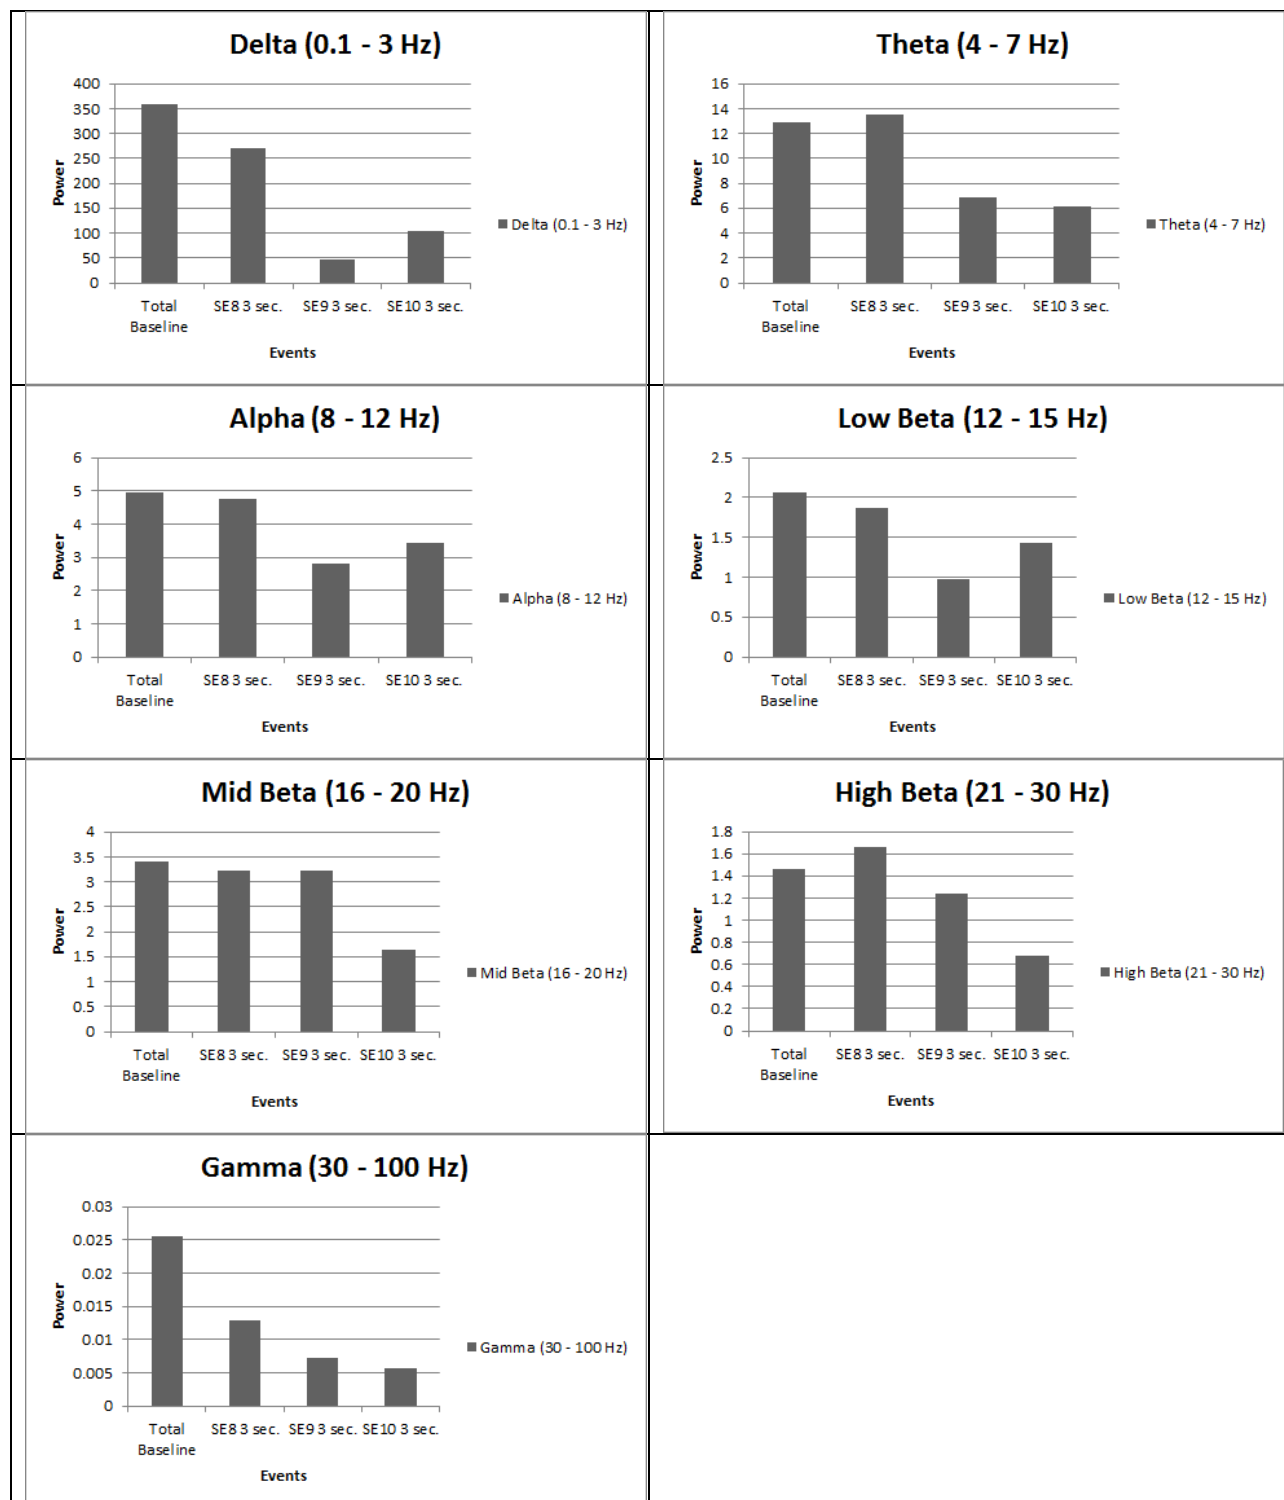 Delta (0.1 - 3 Hz)
400
350
300
250
200
150
100
50
0
Power
Total Baseline
SE8 3 sec.
SE9 3 sec.
SE10 3 sec.
Events
Delta (0.1 - 3 Hz)
Theta (4 - 7 Hz)
16
14
12
10
8
6
4
2
0
Power
Total Baseline
SE8 3 sec.
SE9 3 sec.
SE10 3 sec.
Events
Theta (4 - 7 Hz)
Alpha (8 - 12 Hz)
6
5
4
3
2
1
0
Power
Total Baseline
SE8 3 sec.
SE9 3 sec.
SE10 3 sec.
Events
Alpha (8 - 12 Hz)
Low Beta (12 - 15 Hz)
2.5
2
1.5
1
0.5
0
Power
Total Baseline
SE8 3 sec.
SE9 3 sec.
SE10 3 sec.
Events
Low Beta (12 - 15 Hz)
Mid Beta (16 - 20 Hz)
4
3.5
3
2.5
2
1.5
1
0.5
0
Power
Total Baseline
SE8 3 sec.
SE9 3 sec.
SE10 3 sec.
Events
Mid Beta (16 - 20 Hz)
High Beta (21 - 30 Hz)
1.8
1.6
1.4
1.2
1
0.8
0.6
0.4
0.2
0
Power
Total Baseline
SE8 3 sec.
SE9 3 sec.
SE10 3 sec.
Events
High Beta (21 - 30 Hz)
Gamma (30 - 100 Hz)
0.03
0.025
0.02
0.015
0.01
0.005
0
Power
Total Baseline
SE8 3 sec.
SE9 3 sec.
SE10 3 sec.
Events
Gamma (30 - 100 Hz)